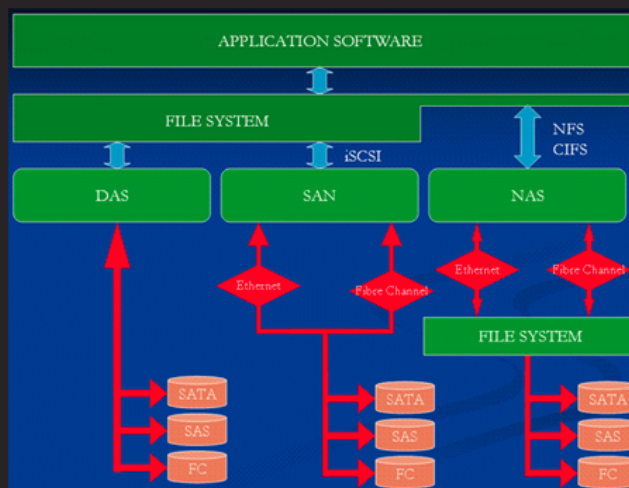 APPLICATION SOFTWARE
FILE SYSTEM
NFS
CIFS
iSCSI
DAS
SAN
NAS
Ethernet
Fibre Channel
Ethernet
Fibre Channel
FILE SYSTEM
SATA
SAS
FC
SATA
SAS
FC
SATA
SAS
FC